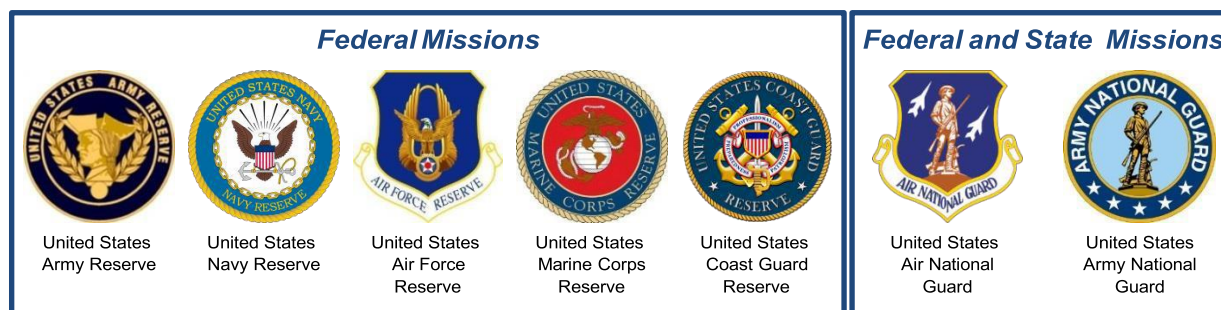 Federal Missions
Federal and State Missions
UNITED STATES ARMY RESERVE
UNITED STATES NAVY
NAVY RESERVE
AIR FORCE RESERVE
UNITED STATES
MARINE CORPS RESERVE
UNITED STATES COAST GUARD
RESERVE
PROFESSIONALISM
PATRIOTISM
AIR NATIONAL GUARD
ARMY NATIONAL GUARD
United States
Army Reserve
United States
Navy Reserve
United States
Air Force
Reserve
United States
Marine Corps
Reserve
United States
Coast Guard
Reserve
United States
Air National
Guard
United States
Army National
Guard